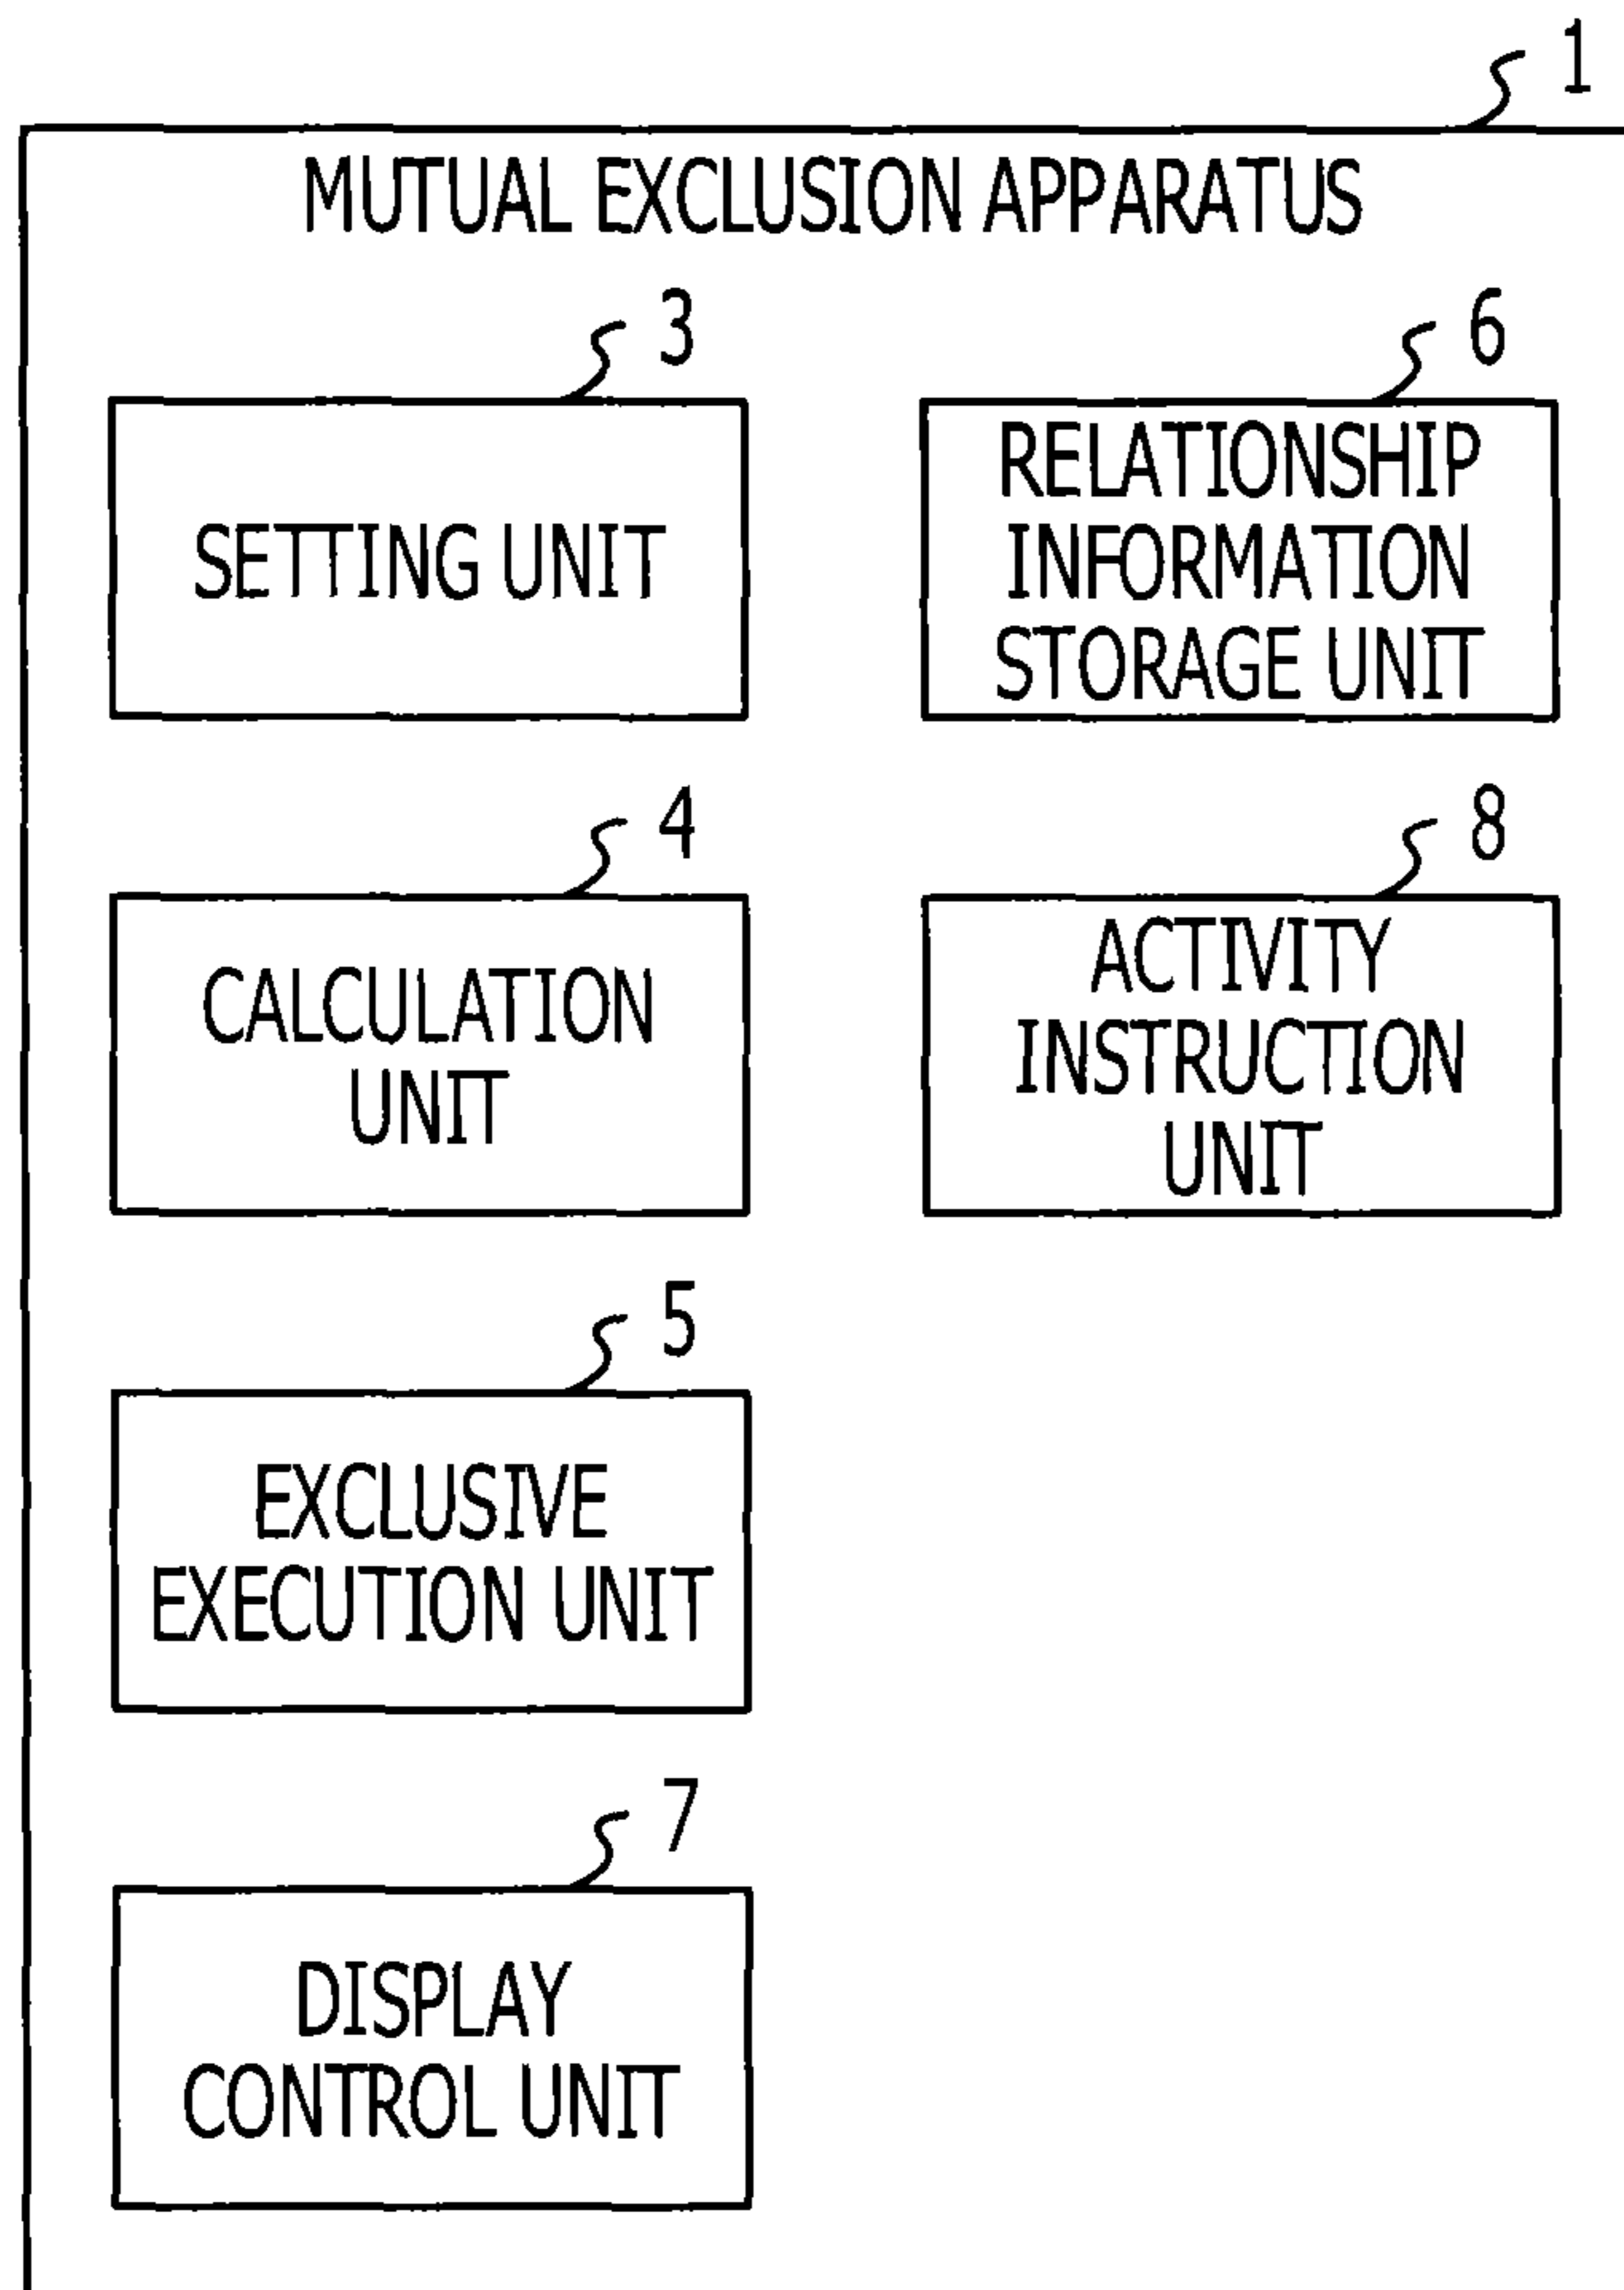 1
MUTUAL EXCLUSION APPARATUS
3
SETTING UNIT
6
RELATIONSHIP
INFORMATION
STORAGE UNIT
4
CALCULATION
UNIT
8
ACTIVITY
INSTRUCTION
UNIT
5
EXCLUSIVE
EXECUTION UNIT
7
DISPLAY
CONTROL UNIT